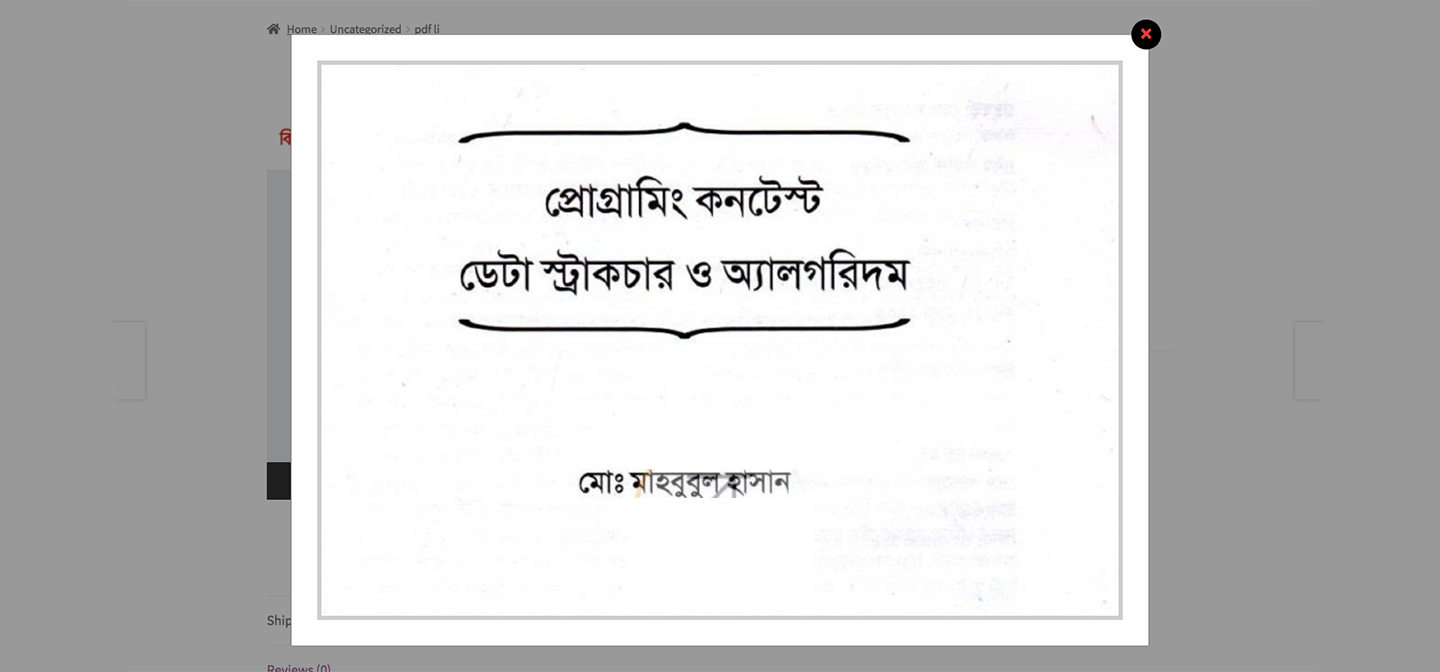 Home > Uncategorized > pdf li
প্রোগ্রামিং কনটেস্ট
ডেটা স্ট্রাকচার ও অ্যালগরিদম
মোঃ মাহবুবুল হাসান
Ship
Reviews (0)